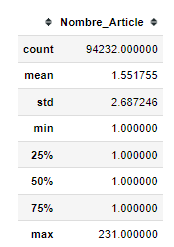 Nombre_Article
count 94232.000000
mean 1.551755
std 2.687246
min 1.000000
25% 1.000000
50% 1.000000
75% 1.000000
max 231.000000